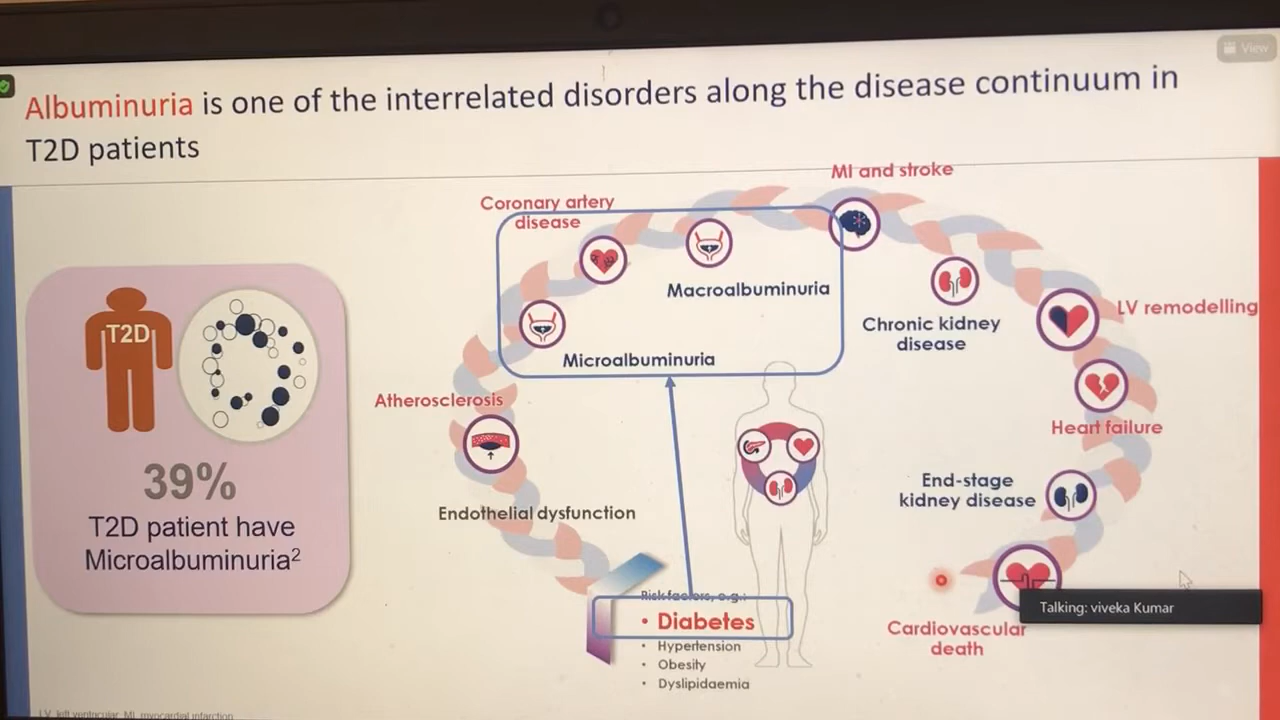 View
Albuminuria is one of the interrelated disorders along the disease continuum in
T2D patients
MI and stroke
Coronary artery
disease
Macroalbuminuria
LV remodelling
Chronic kidney
disease
Microalbuminuria
T2D
Atherosclerosis
Heart failure
39%
T2D patient have
Microalbuminuria2
End-stage
kidney disease
Endothelial dysfunction
Risk factors, e.g.:
• Diabetes
• Hypertension
• Obesity
• Dyslipidaemia
Talking: viveka Kumar
Cardiovascular
death
LV, left ventricular, MI, myocardial infarction